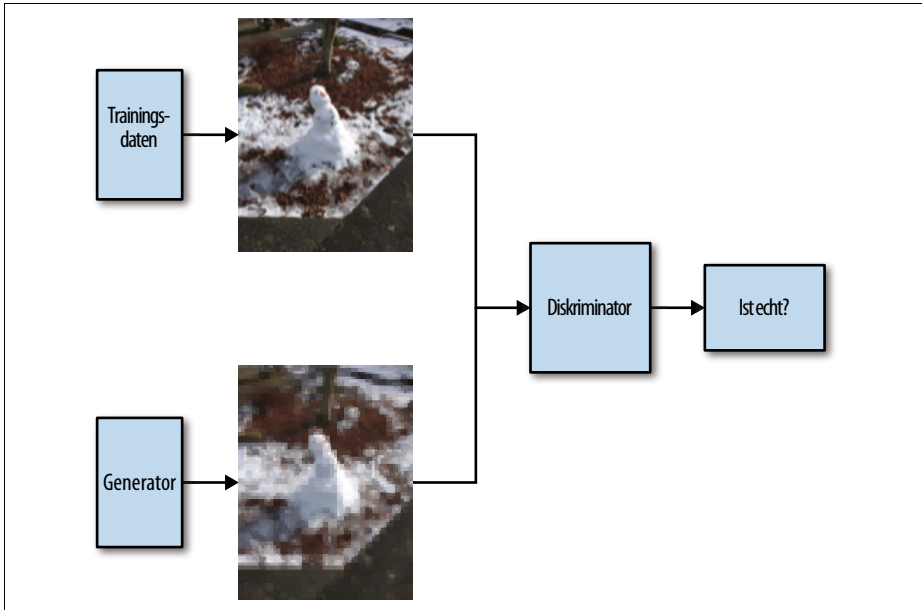 Trainings-
daten
Diskriminator
Ist echt?
Generator